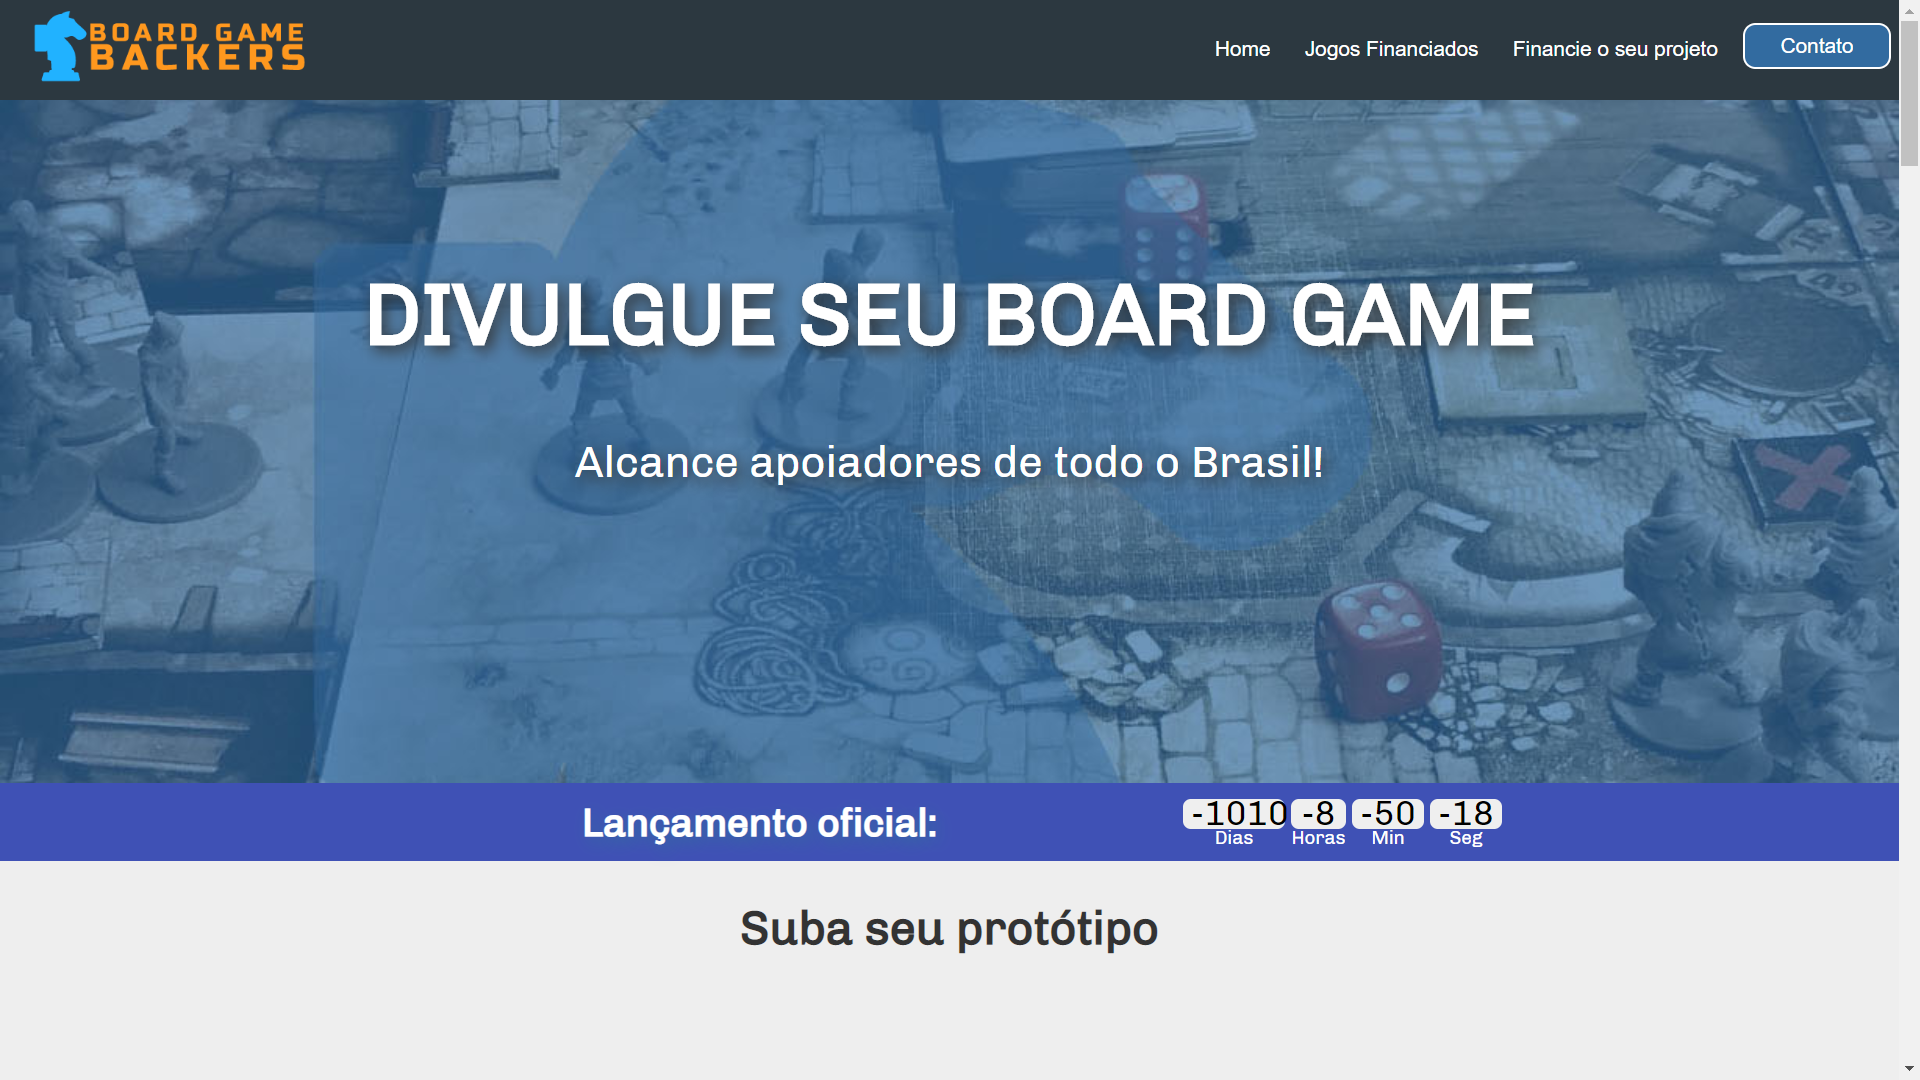 BOARD GAME
BACKERS
Home
Jogos Financiados
Financie o seu projeto
Contato
DIVULGUE SEU BOARD GAME
Alcance apoiadores de todo o Brasil!
Lançamento oficial:
-1010 -8 -50 -18
Dias Horas Min Seg
Suba seu protótipo